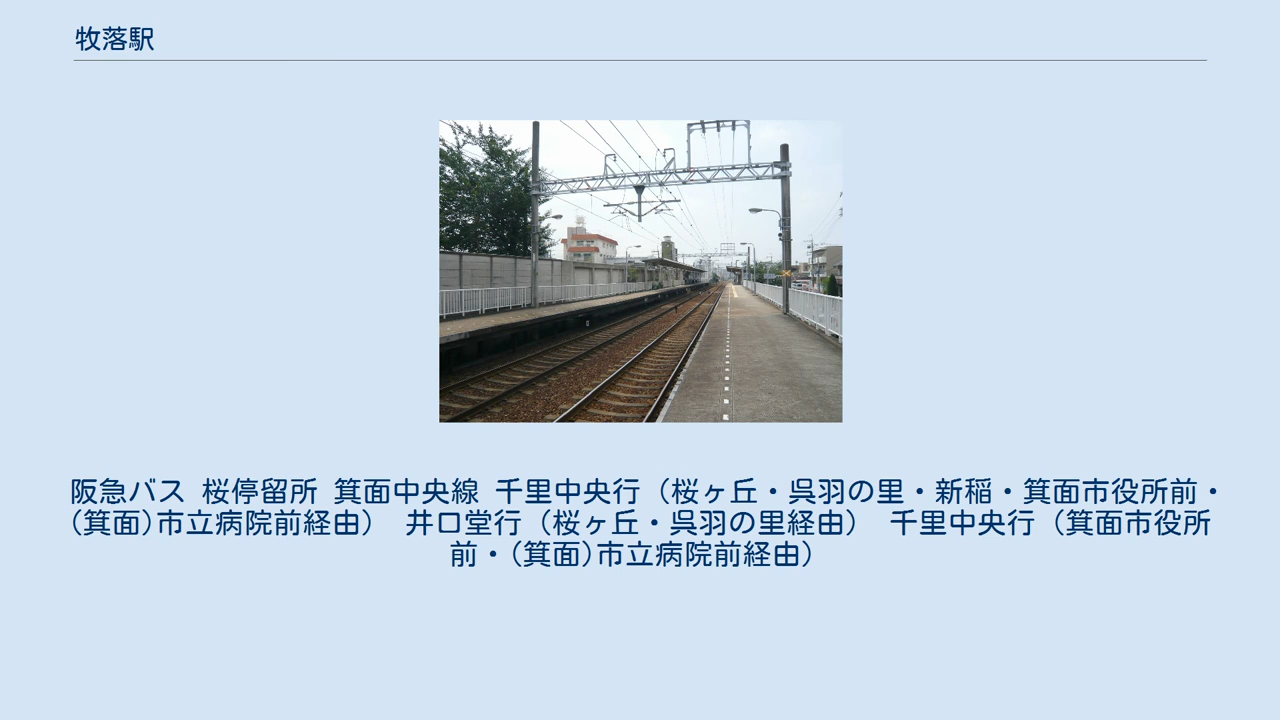 牧落駅
阪急バス 桜停留所 箕面中央線 千里中央行（桜ヶ丘・呉羽の里・新稲・箕面市役所前・
(箕面)市立病院前経由） 井口堂行（桜ヶ丘・呉羽の里経由） 千里中央行（箕面市役所
前・(箕面)市立病院前経由）